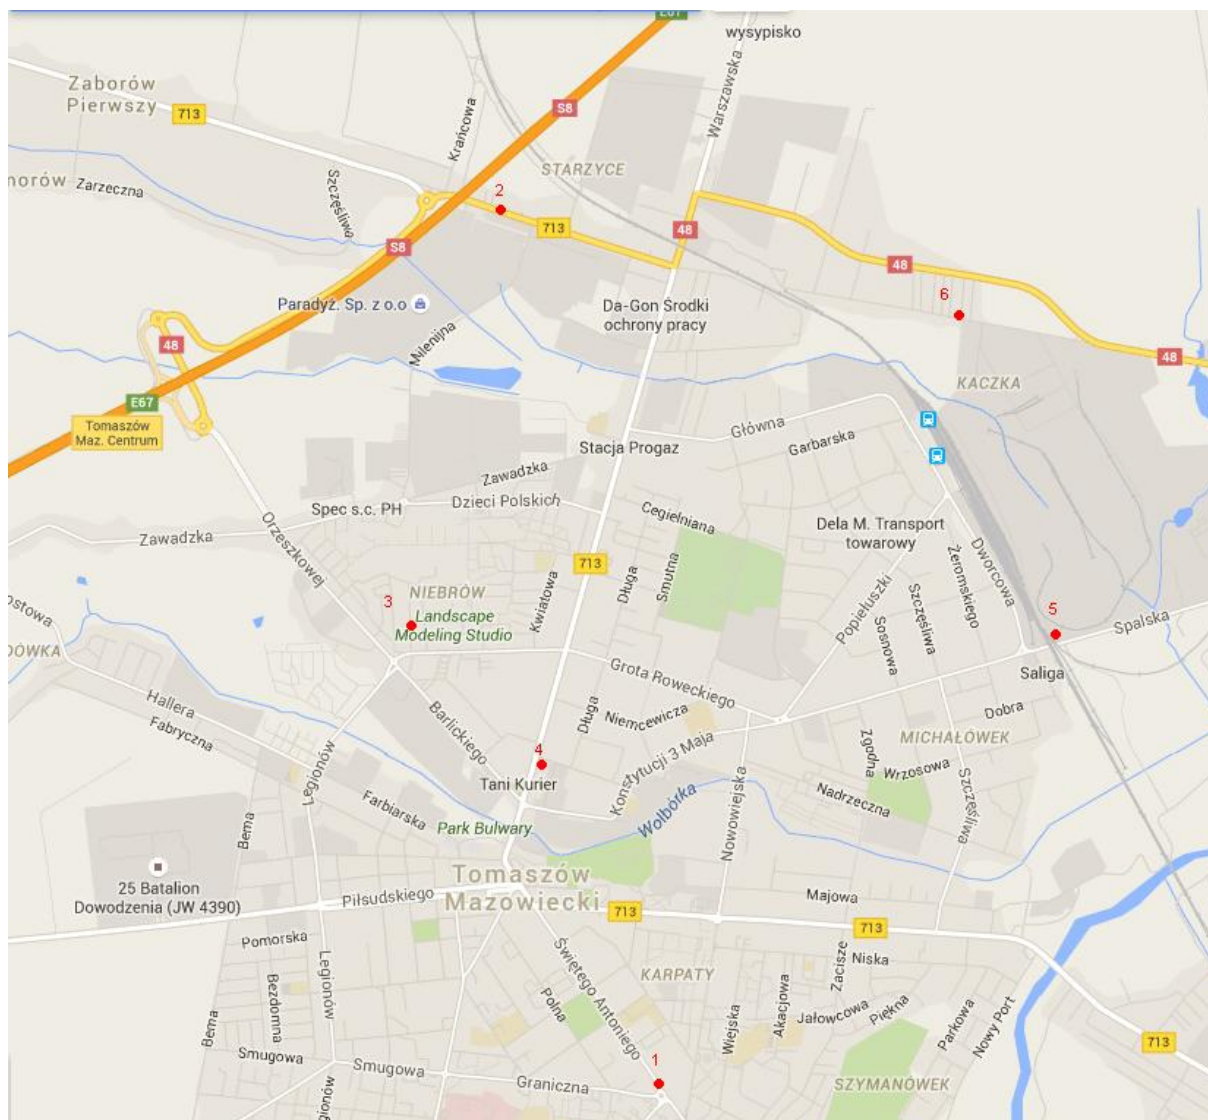 E67
wysypisko
Zaborów
Pierwszy
713
S8
Krańcowa
Warszawska
STARZYCE
norów
Zarzeczna
Szczęśliwa
2
713
48
S8
48
Paradyż. Sp. z o.o
Da-Gon Środki
ochrony pracy
6
Milenijna
48
48
KACZKA
E67
Tomaszów
Maz. Centrum
Główna
Garbarska
Stacja Progaz
Zawadzka
Dzieci Polskich
Spec s.c. PH
Cegielniana
Orzeszkowej
Zawadzka
Dela M. Transport
towarowy
Dworcowa
Żeromskiego
713
Kwiatowa
Długa
Smutna
Popiełuszki
Szczęśliwa
Sosnowa
NIEBRÓW
3
Landscape
Modeling Studio
5
Spalska
ostowa
DÓWKA
Saliga
Grota Roweckiego
Hallera
Fabryczna
Barlickiego
Długa
Niemcewicza
Dobra
MICHAŁÓWEK
Konstytucji 3 Maja
Zgodna
Wrzosowa
4
Tani Kurier
Legionów
Farbiarska
Bema
Park Bulwary
Wolbórka
Nowowiejska
Nadrzeczna
Szczęśliwa
25 Batalion
Dowodzenia (JW 4390)
Tomaszów
Mazowiecki
Piłsudskiego
Majowa
713
713
Pomorska
Świętego Antoniego
KARPATY
Zacisze
Niska
Legionów
Bezdomna
Bema
Polna
Wiejska
Akacjowa
Jałowcowa
Piękna
Parkowa
Nowy Port
713
Smugowa
Smugowa
Graniczna
1
SZYMANÓWEK
egionów